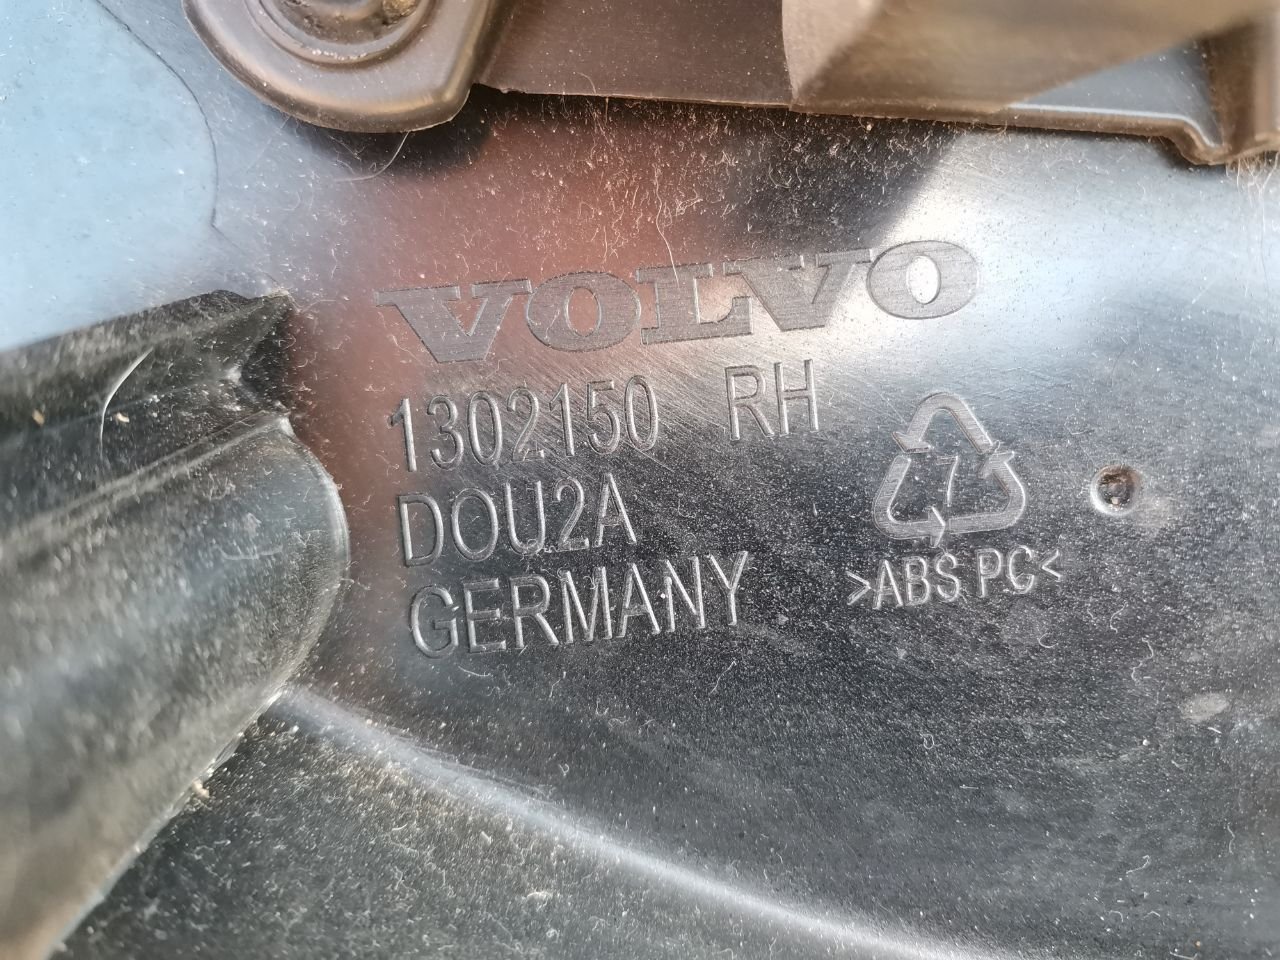 VOLVO
1302150 RH
DOU2A
GERMANY
7
>ABS PC<